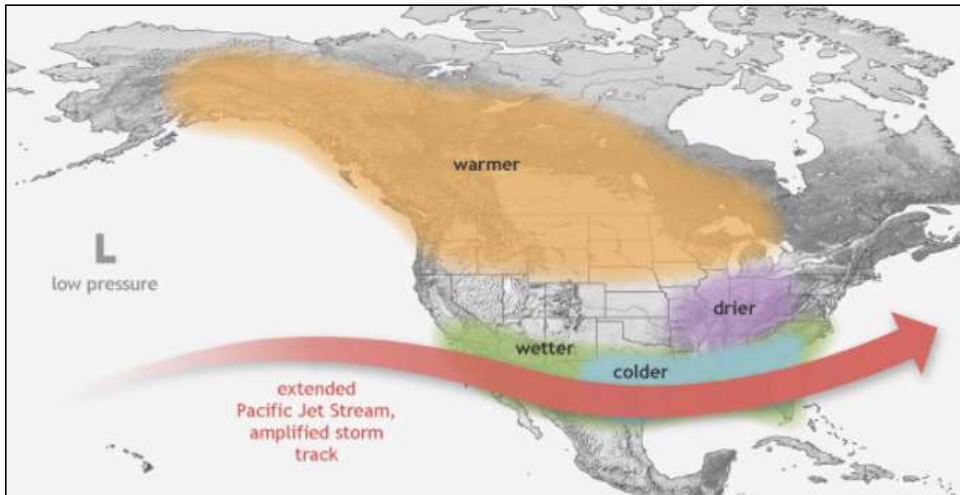 warmer
L
low pressure
drier
wetter
colder
extended
Pacific Jet Stream,
amplified storm
track